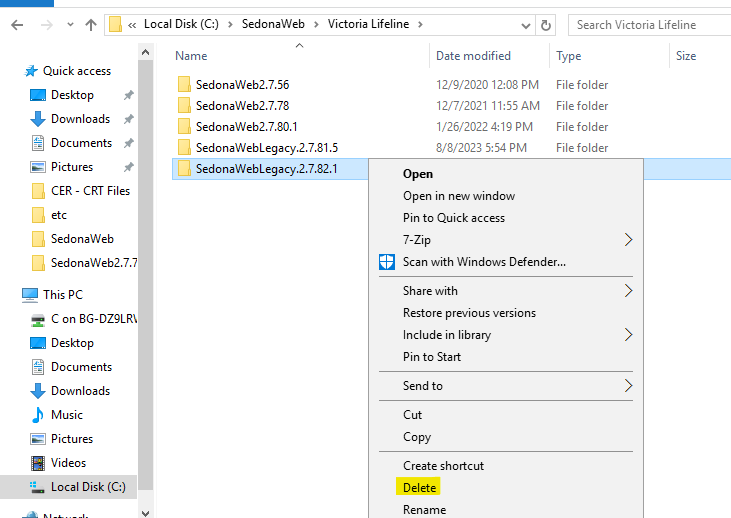 « Local Disk (C:) > SedonaWeb > Victoria Lifeline >
Search Victoria Lifeline
Name Date modified Type Size
Quick access
Desktop
Downloads
Documents
Pictures
CER - CRT Files
etc
SedonaWeb
SedonaWeb2.7.7
This PC
C on BG-DZ9LRV
Desktop
Documents
Downloads
Music
Pictures
Videos
Local Disk (C:)
SedonaWeb2.7.56 12/9/2020 12:08 PM File folder
SedonaWeb2.7.78 12/7/2021 11:55 AM File folder
SedonaWeb2.7.80.1 1/26/2022 4:19 PM File folder
SedonaWebLegacy.2.7.81.5 8/8/2023 5:54 PM File folder
SedonaWebLegacy.2.7.82.1
Open
Open in new window
Pin to Quick access
7-Zip
Scan with Windows Defender...
Share with
Restore previous versions
Include in library
Pin to Start
Send to
Cut
Copy
Create shortcut
Delete
Rename